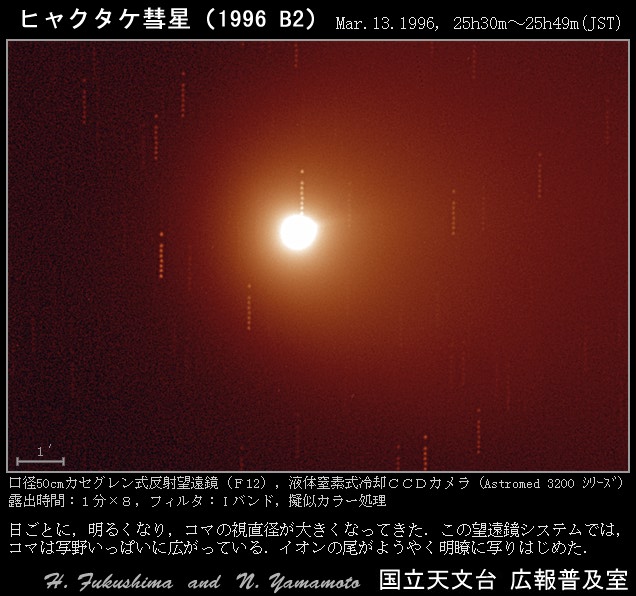 ヒャクタケ彗星 (1996 B2) Mar.13.1996, 25h30m～25h49m(JST)
1′
口径50cmカセグレン式反射望遠鏡 (F12), 液体窒素式冷却CCDカメラ (Astromed 3200 ｼﾘｰｽﾞ)
露出時間：1分×8, フィルタ：Iバンド, 擬似カラー処理
日ごとに, 明るくなり, コマの視直径が大きくなってきた. この望遠鏡システムでは,
コマは写野いっぱいに広がっている. イオンの尾がようやく明瞭に写りはじめた.
H. Fukushima and N. Yamamoto 国立天文台 広報普及室